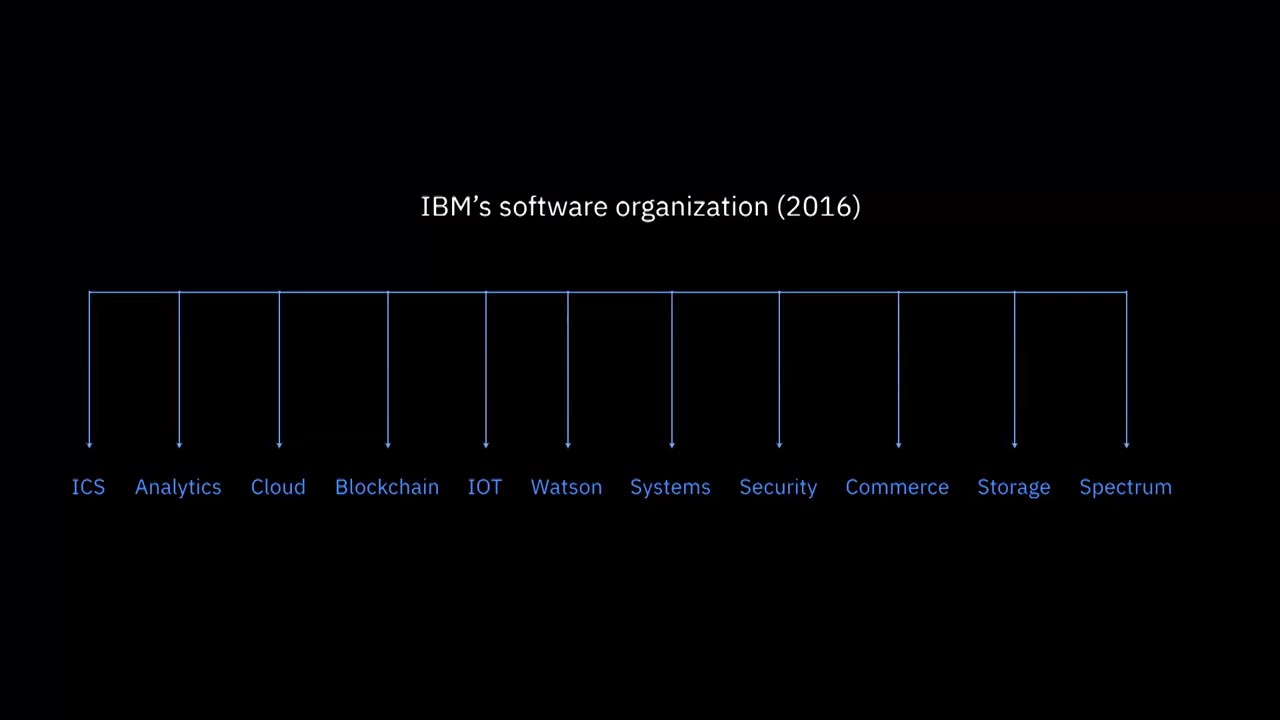 IBM’s software organization (2016)
ICS Analytics Cloud Blockchain IOT Watson Systems Security Commerce Storage Spectrum